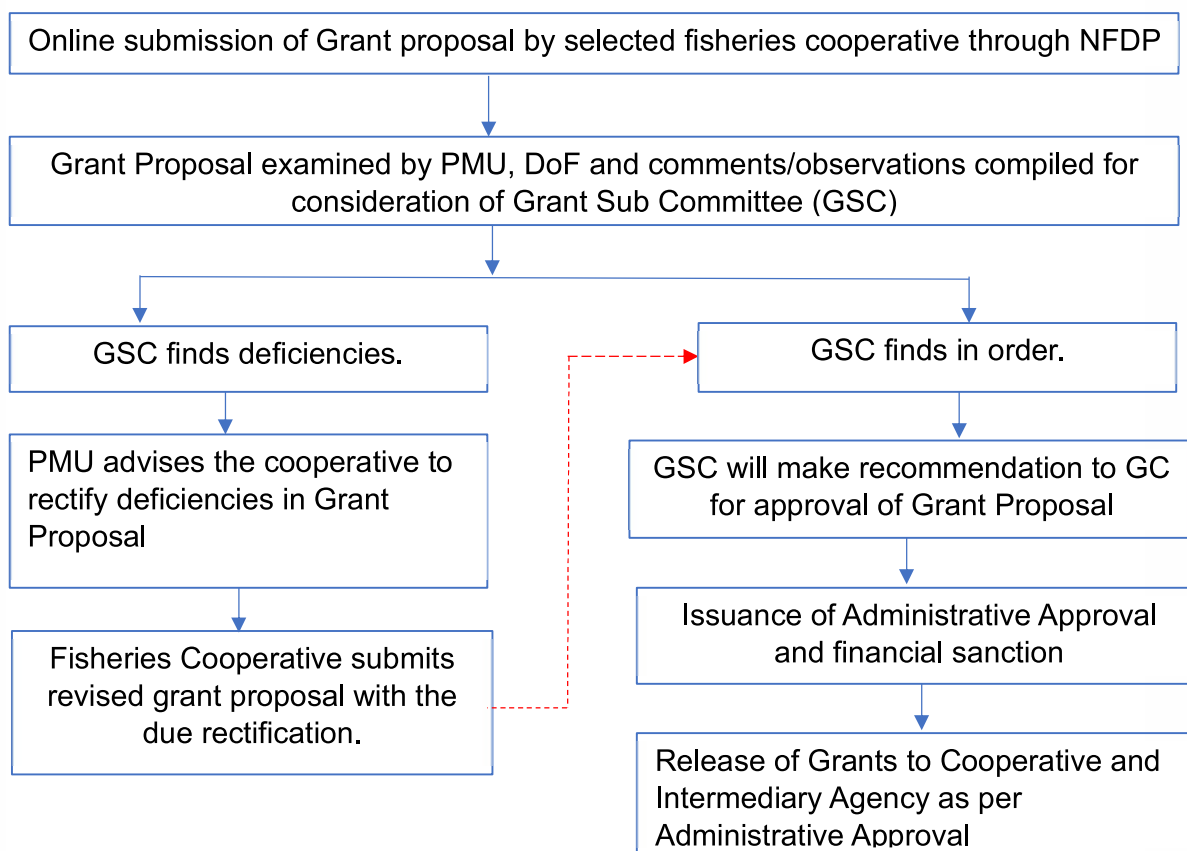 Online submission of Grant proposal by selected fisheries cooperative through NFDP
Grant Proposal examined by PMU, DoF and comments/observations compiled for
consideration of Grant Sub Committee (GSC)
GSC finds deficiencies.
PMU advises the cooperative to
rectify deficiencies in Grant
Proposal
Fisheries Cooperative submits
revised grant proposal with the
due rectification.
GSC finds in order.
GSC will make recommendation to GC
for approval of Grant Proposal
Issuance of Administrative Approval
and financial sanction
Release of Grants to Cooperative and
Intermediary Agency as per
Administrative Approval